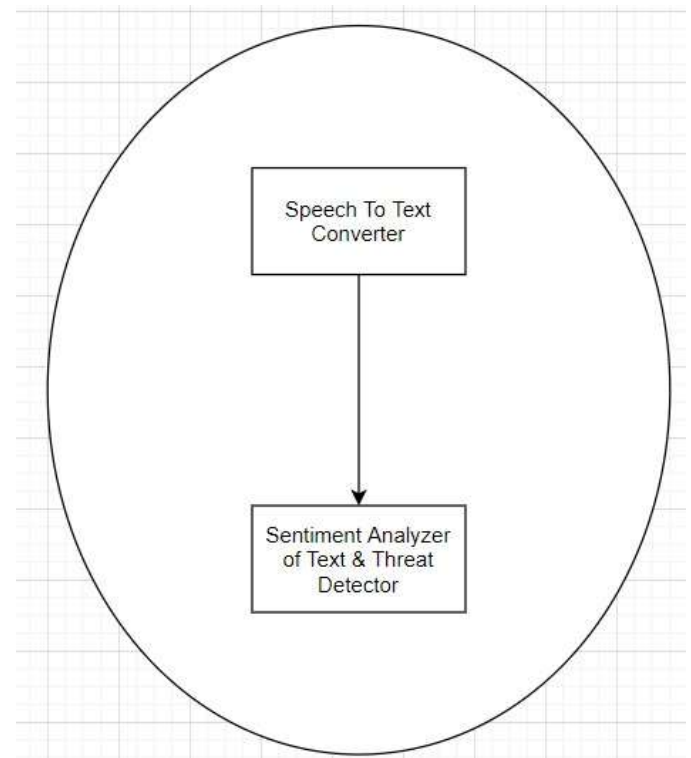 Speech To Text
Converter
Sentiment Analyzer
of Text & Threat
Detector